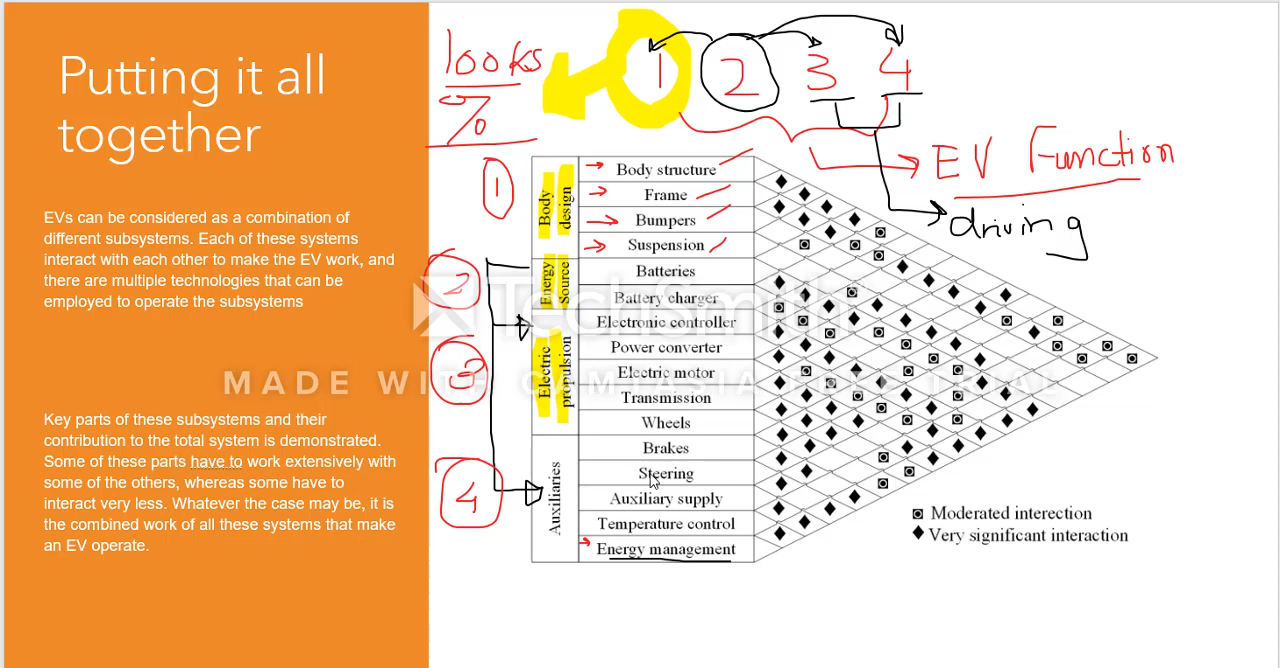 Putting it all
together
EVs can be considered as a combination of
different subsystems. Each of these systems
interact with each other to make the EV work, and
there are multiple technologies that can be
employed to operate the subsystems
Key parts of these subsystems and their
contribution to the total system is demonstrated.
Some of these parts have to work extensively with
some of the others, whereas some have to
interact very less. Whatever the case may be, it is
the combined work of all these systems that make
an EV operate.
looks
%
1 2 3 4
EV Function
driving
1
2
3
4
Body
design
Energy
Source
Electric
propulsion
Auxiliaries
Body structure
Frame
Bumpers
Suspension
Batteries
Battery charger
Electronic controller
Power converter
Electric motor
Transmission
Wheels
Brakes
Steering
Auxiliary supply
Temperature control
Energy management
Moderated interection
Very significant interaction
TechSmith
MADE WITH CAMTASIA FREE TRIAL